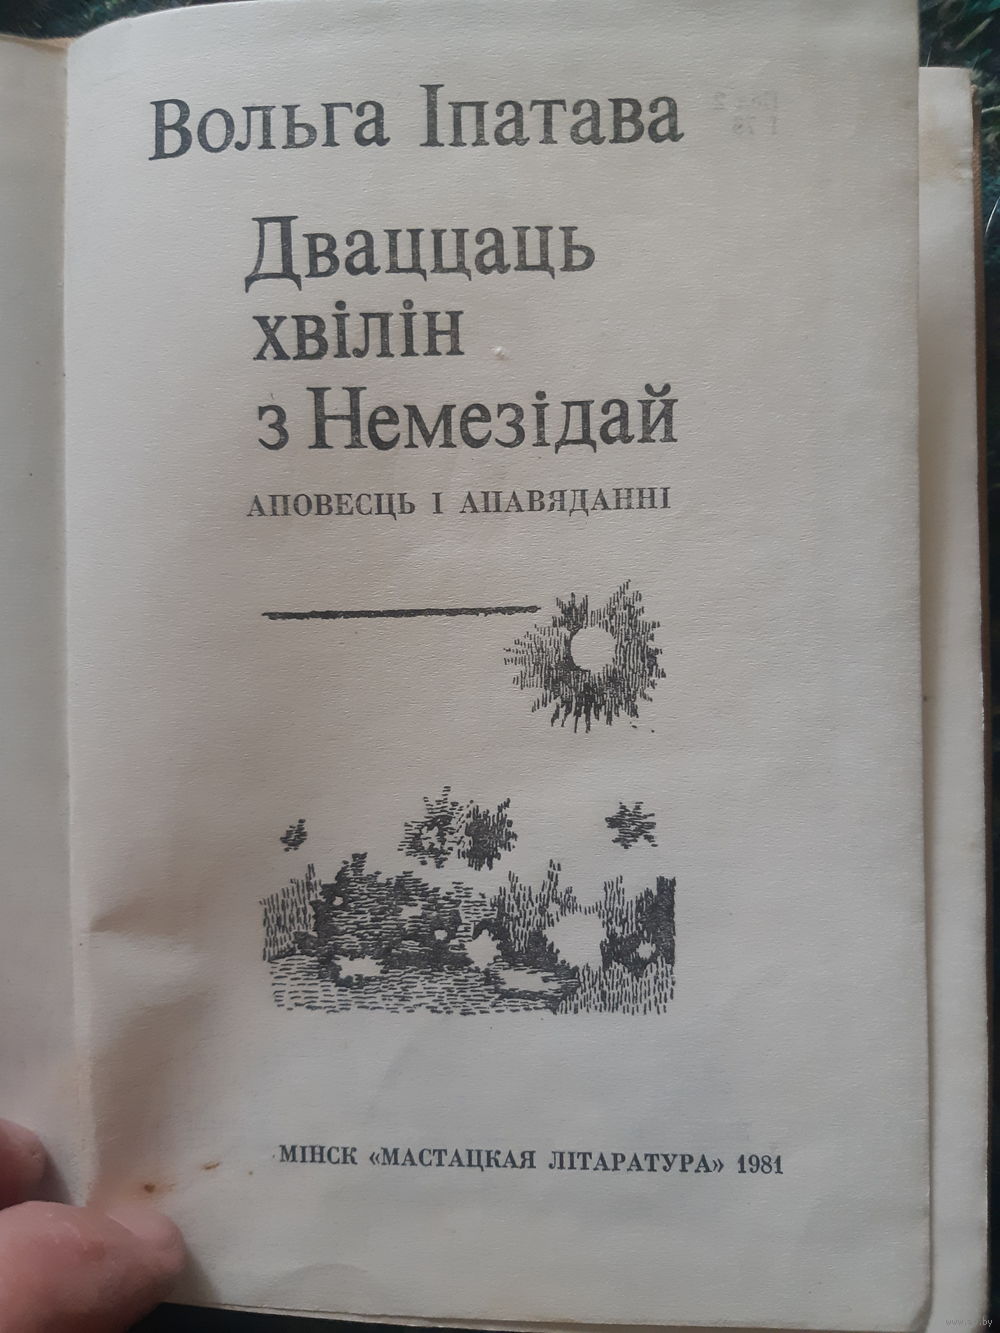 Вольга Іпатава
Дваццаць
хвілін
з Немезідай
АПОВЕСЦЬ І АПАВЯДАННІ
МІНСК «МАСТАЦКАЯ ЛІТАРАТУРА» 1981